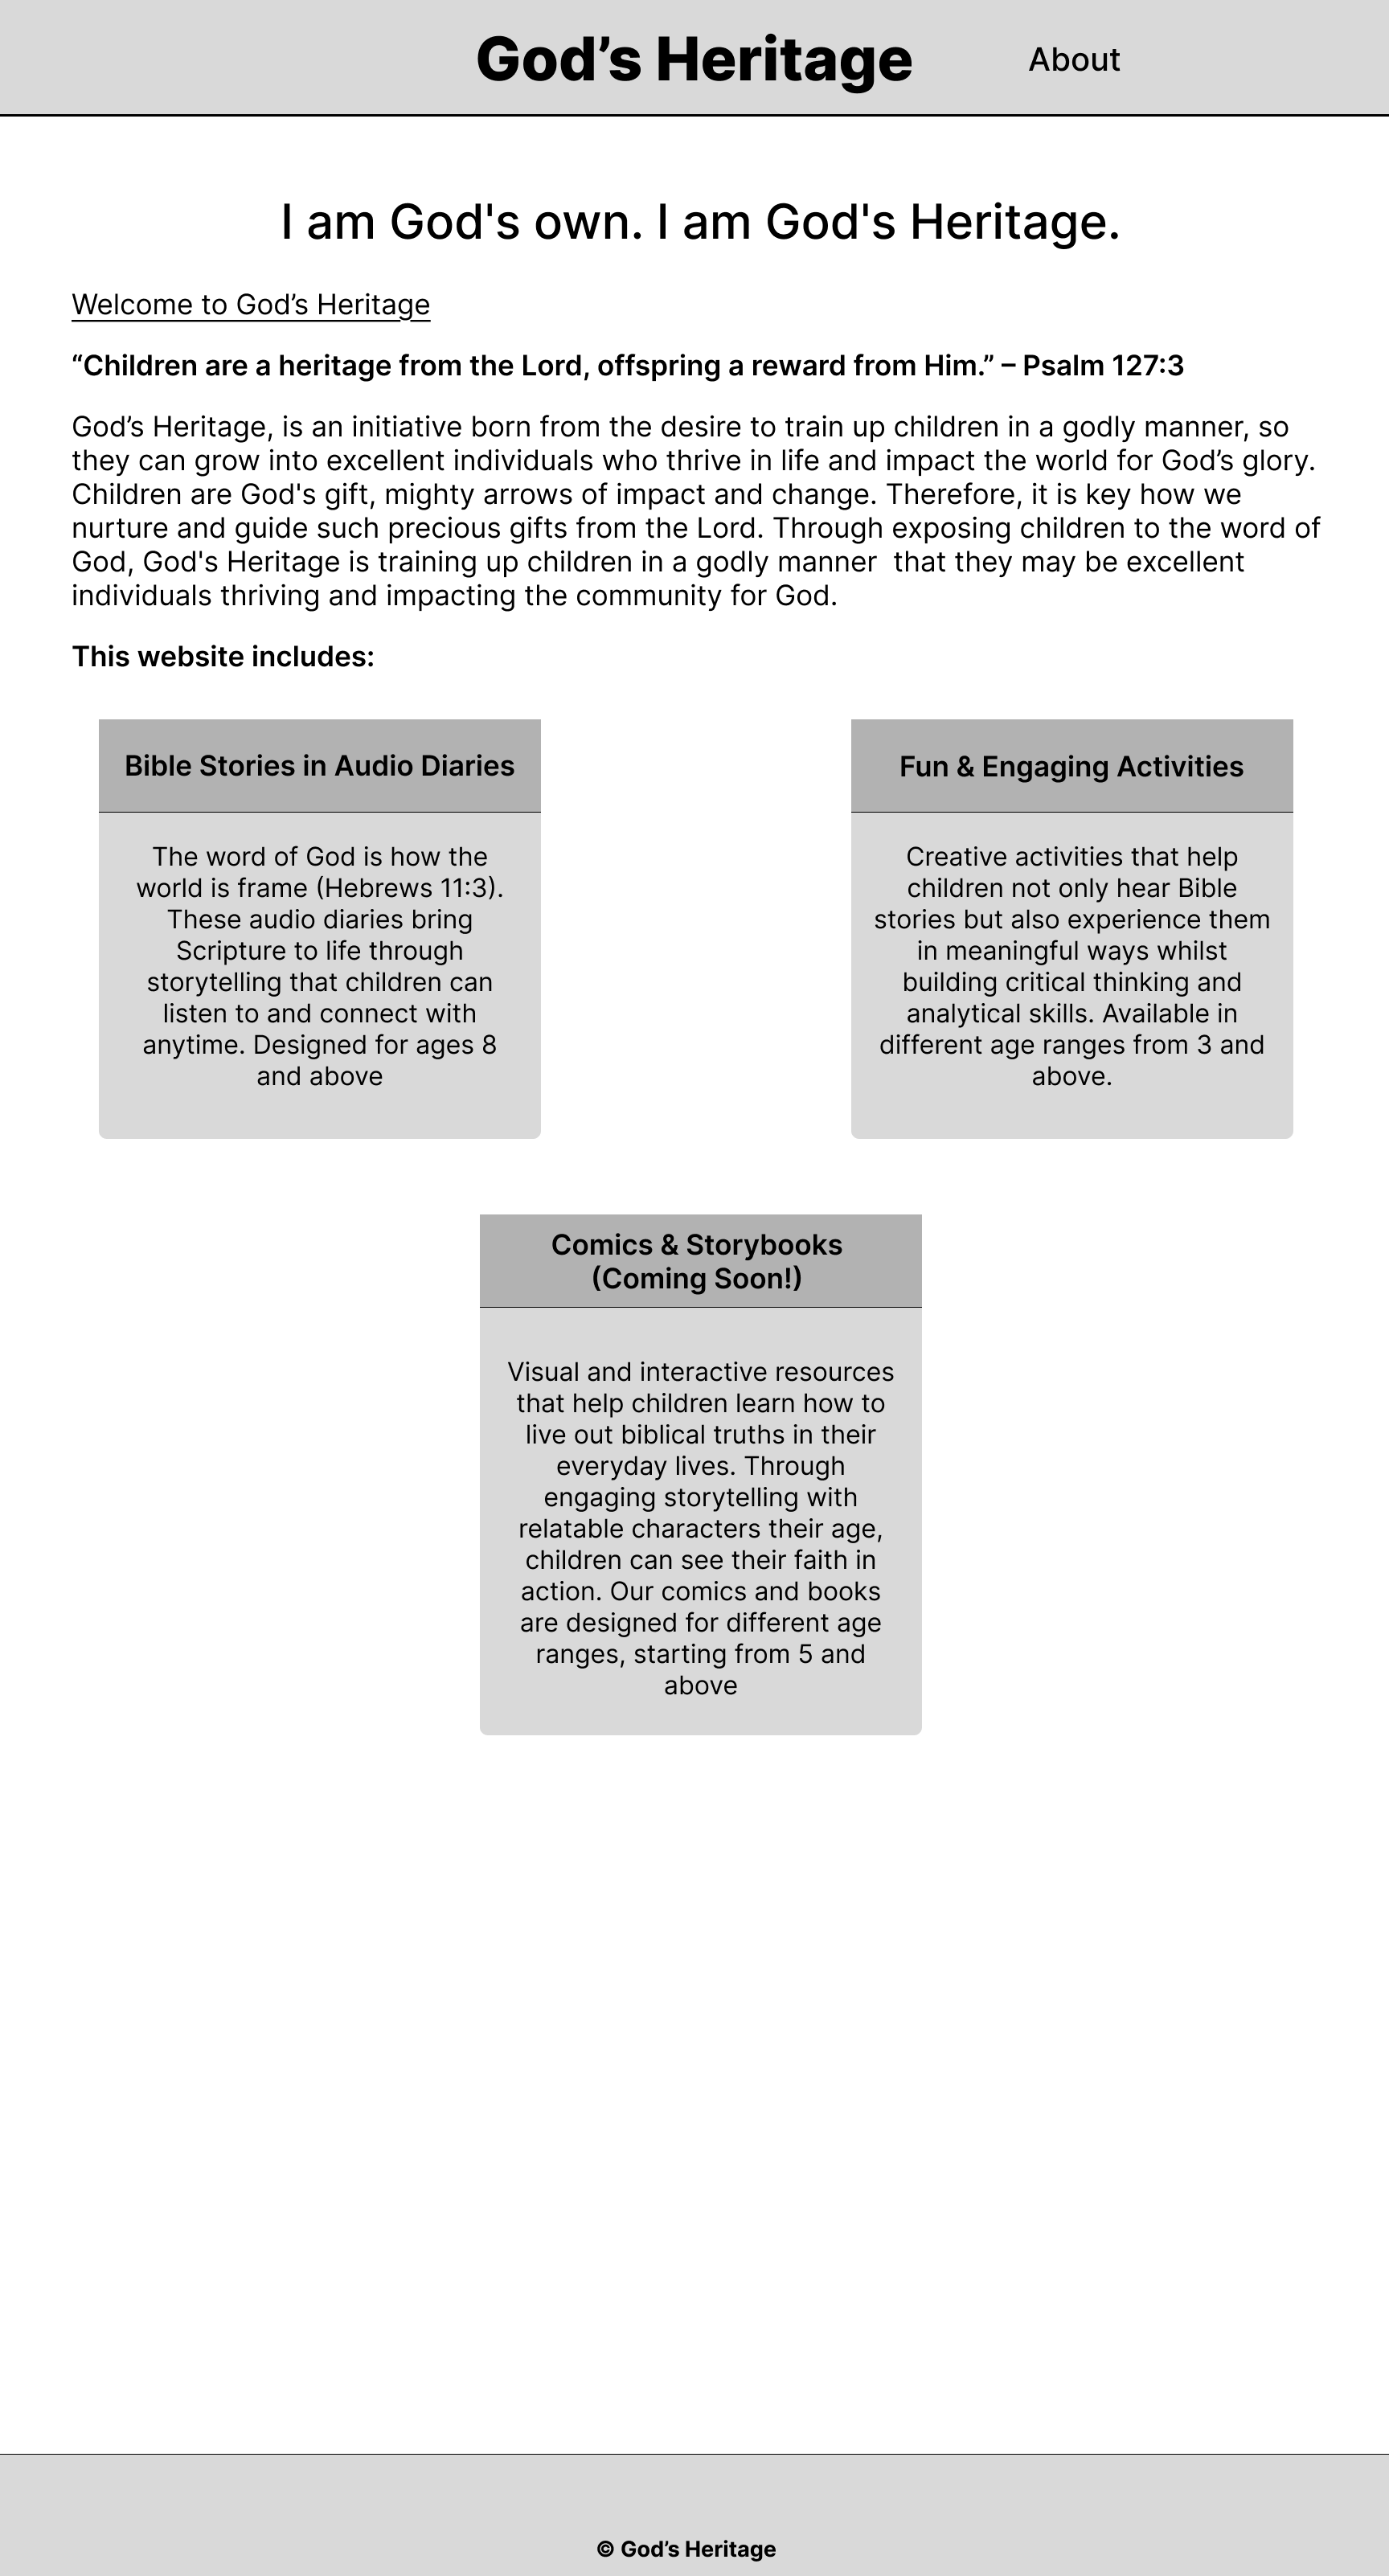 God’s Heritage
About
I am God's own. I am God's Heritage.
Welcome to God’s Heritage
“Children are a heritage from the Lord, offspring a reward from Him.” – Psalm 127:3
God’s Heritage, is an initiative born from the desire to train up children in a godly manner, so
they can grow into excellent individuals who thrive in life and impact the world for God’s glory.
Children are God's gift, mighty arrows of impact and change. Therefore, it is key how we
nurture and guide such precious gifts from the Lord. Through exposing children to the word of
God, God's Heritage is training up children in a godly manner  that they may be excellent
individuals thriving and impacting the community for God.
This website includes:
Bible Stories in Audio Diaries
The word of God is how the
world is frame (Hebrews 11:3).
These audio diaries bring
Scripture to life through
storytelling that children can
listen to and connect with
anytime. Designed for ages 8
and above
Fun & Engaging Activities
Creative activities that help
children not only hear Bible
stories but also experience them
in meaningful ways whilst
building critical thinking and
analytical skills. Available in
different age ranges from 3 and
above.
Comics & Storybooks
(Coming Soon!)
Visual and interactive resources
that help children learn how to
live out biblical truths in their
everyday lives. Through
engaging storytelling with
relatable characters their age,
children can see their faith in
action. Our comics and books
are designed for different age
ranges, starting from 5 and
above
© God’s Heritage